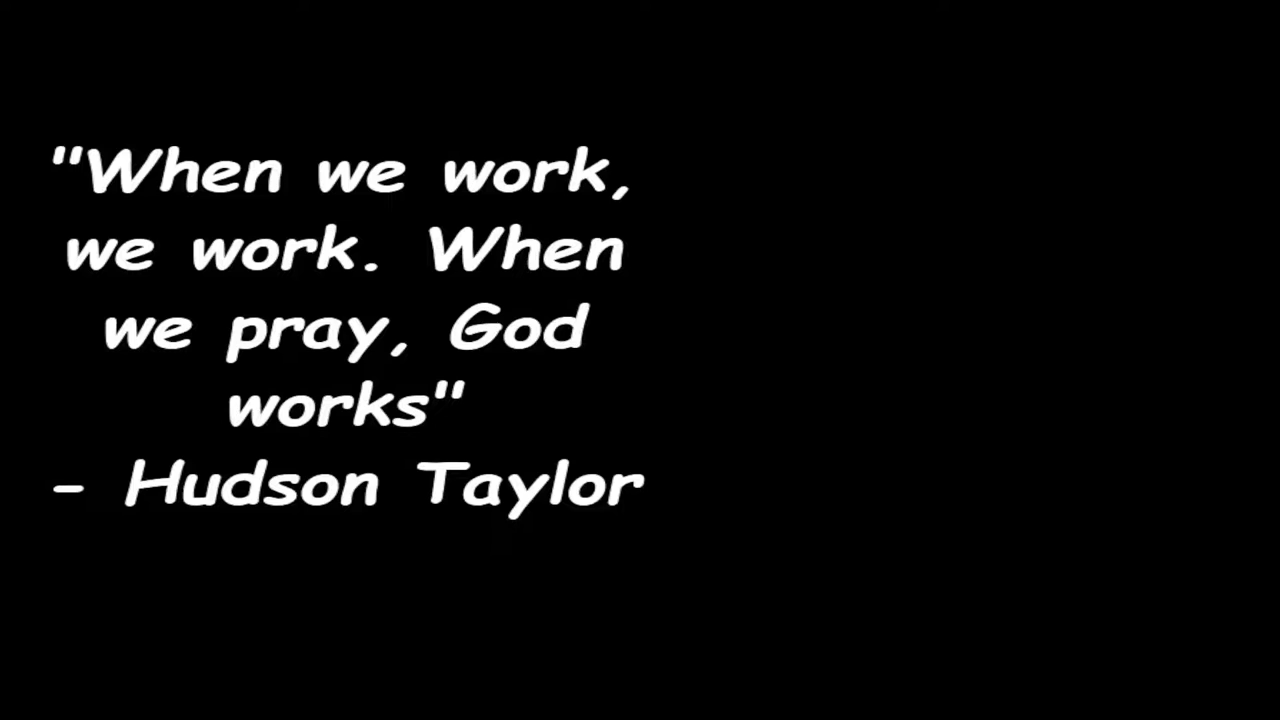 "When we work,
we work. When
we pray, God
works"
- Hudson Taylor